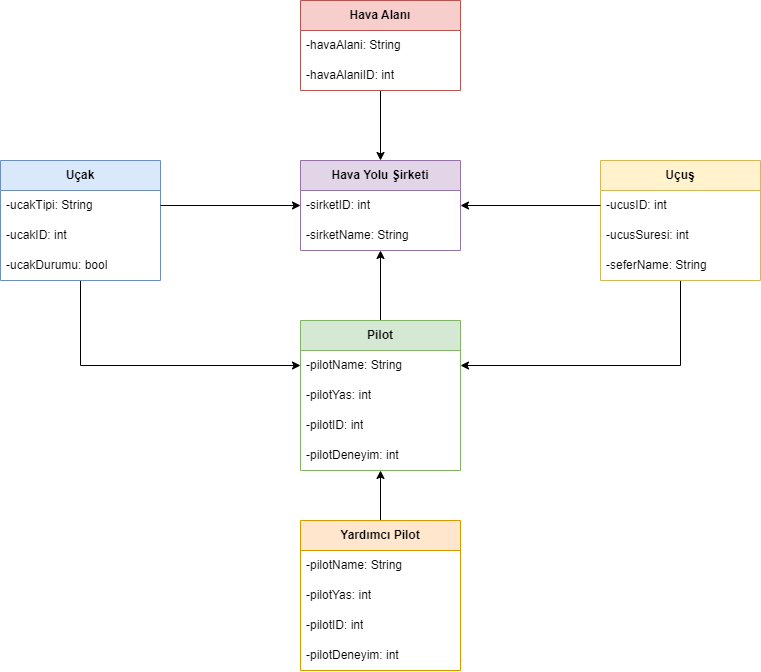 Hava Alanı
-havaAlani: String
-havaAlaniID: int
Uçak
-ucakTipi: String
-ucakID: int
-ucakDurumu: bool
Hava Yolu Şirketi
-sirketID: int
-sirketName: String
Uçuş
-ucusID: int
-ucusSuresi: int
-seferName: String
Pilot
-pilotName: String
-pilotYas: int
-pilotID: int
-pilotDeneyim: int
Yardımcı Pilot
-pilotName: String
-pilotYas: int
-pilotID: int
-pilotDeneyim: int